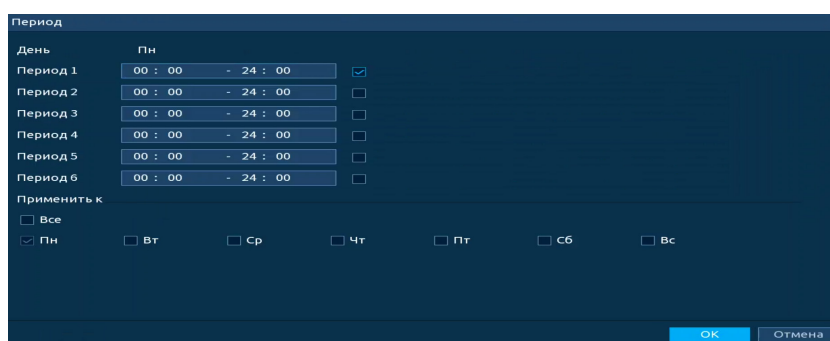 Период
День Пн
Период 1 00 : 00 - 24 : 00
Период 2 00 : 00 - 24 : 00
Период 3 00 : 00 - 24 : 00
Период 4 00 : 00 - 24 : 00
Период 5 00 : 00 - 24 : 00
Период 6 00 : 00 - 24 : 00
Применить к
Все
Пн Вт Ср Чт Пт Сб Вс
OK Отмена